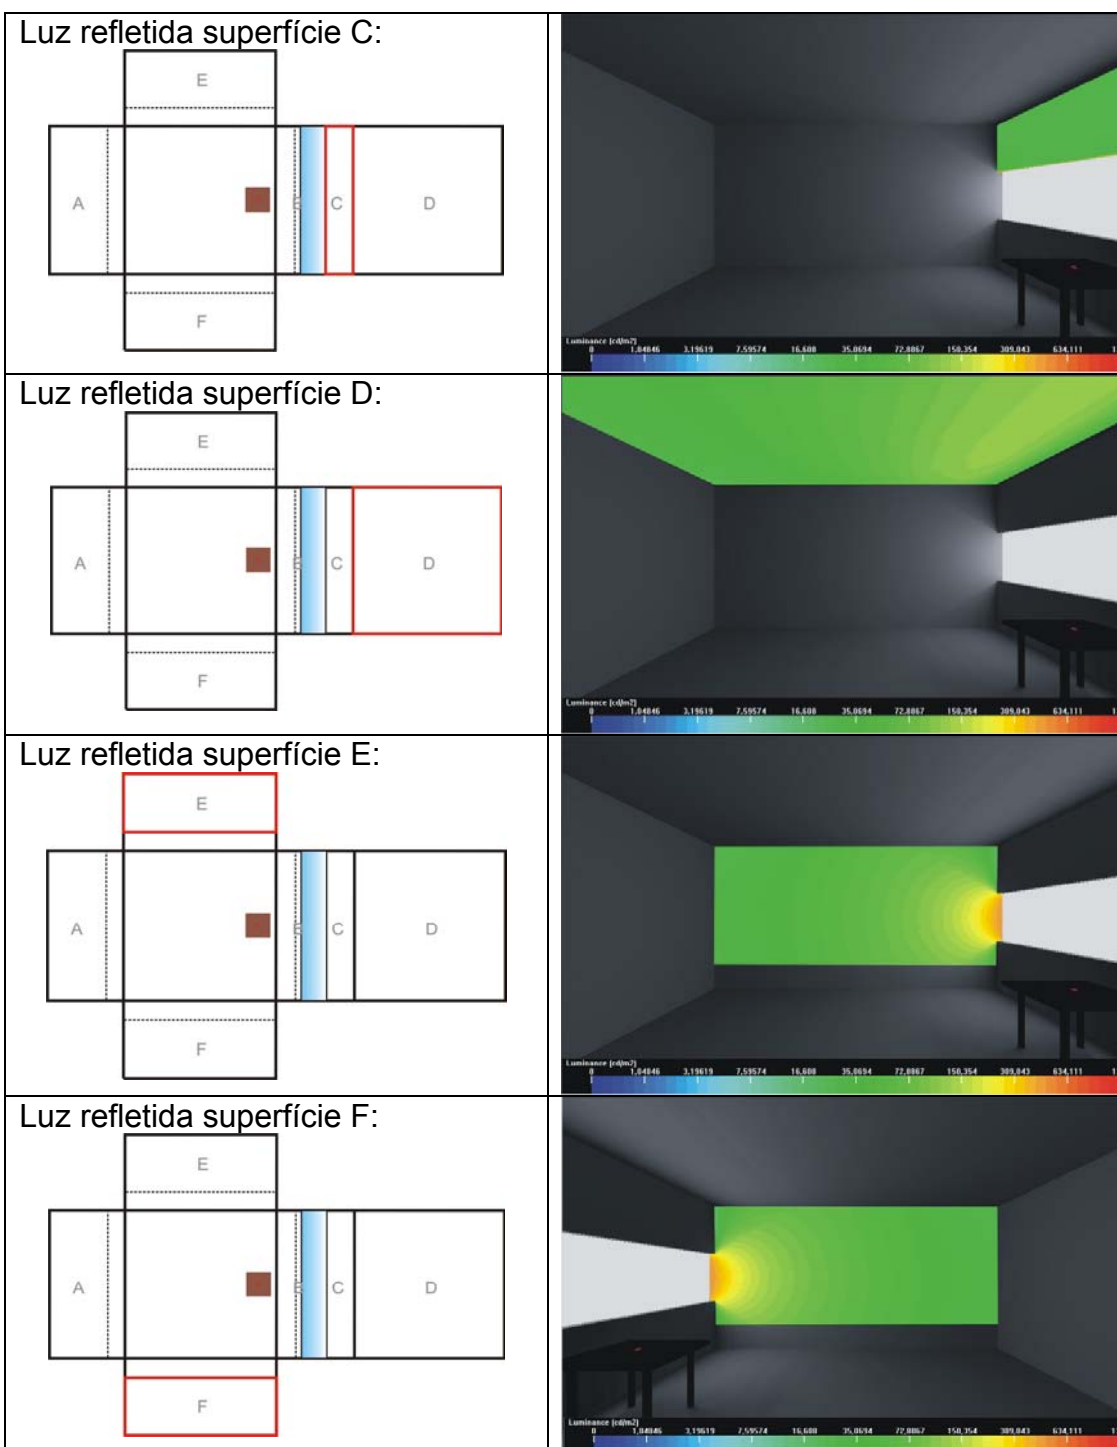 Luz refletida superfície C:
E
A
B
C
D
F
Luminance [cd/m2]
0 1,04846 3,19619 7,59574 16,608 35,0694 72,8867 150,354 309,043 634,111 1
Luz refletida superfície D:
E
A
C
D
F
Luminance [cd/m2]
0 1,04846 3,19619 7,59574 16,608 35,0694 72,8867 150,354 309,043 634,111 1
Luz refletida superfície E:
E
A
C
D
F
Luminance [cd/m2]
0 1,04846 3,19619 7,59574 16,608 35,0694 72,8867 150,354 309,043 634,111 1
Luz refletida superfície F:
E
A
C
D
F
Luminance [cd/m2]
0 1,04846 3,19619 7,59574 16,608 35,0694 72,8867 150,354 309,043 634,111 1